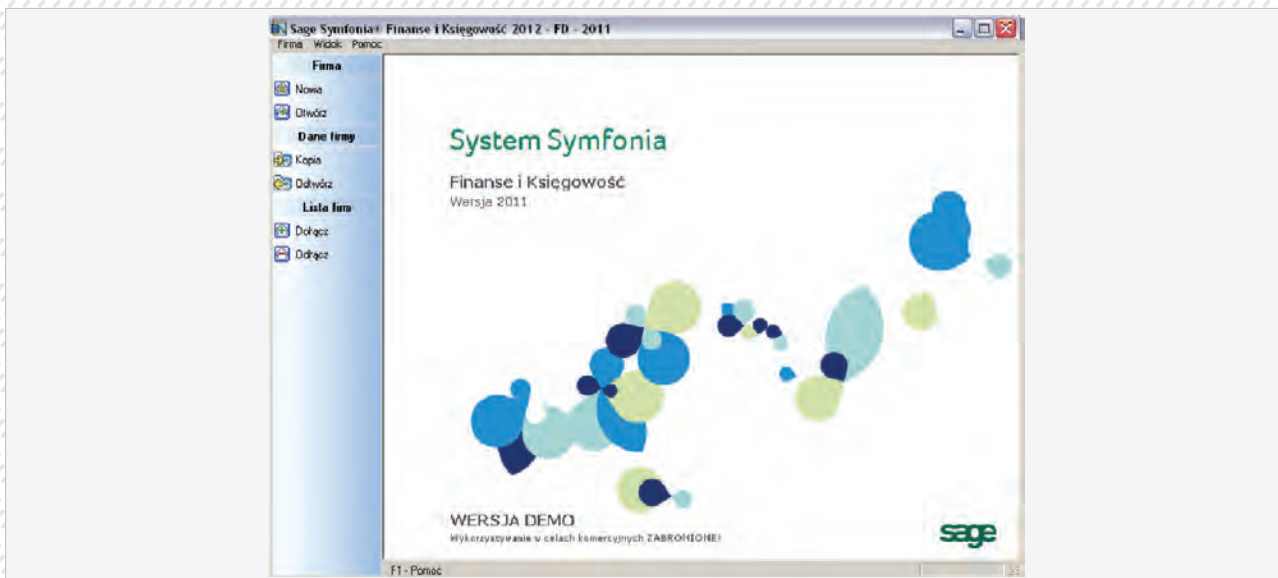 Sage Symfonia® Finanse i Księgowość 2012 - FD - 2011
Firma Widok Pomoc
Firma
Nowa
Otwórz
Dane firmy
Kopia
Odtwórz
Lista firm
Dołącz
Odłącz
System Symfonia
Finanse i Księgowość
Wersja 2011
WERSJA DEMO
Wykorzystywanie w celach komercyjnych ZABRONIONE!
sage
F1 - Pomoc